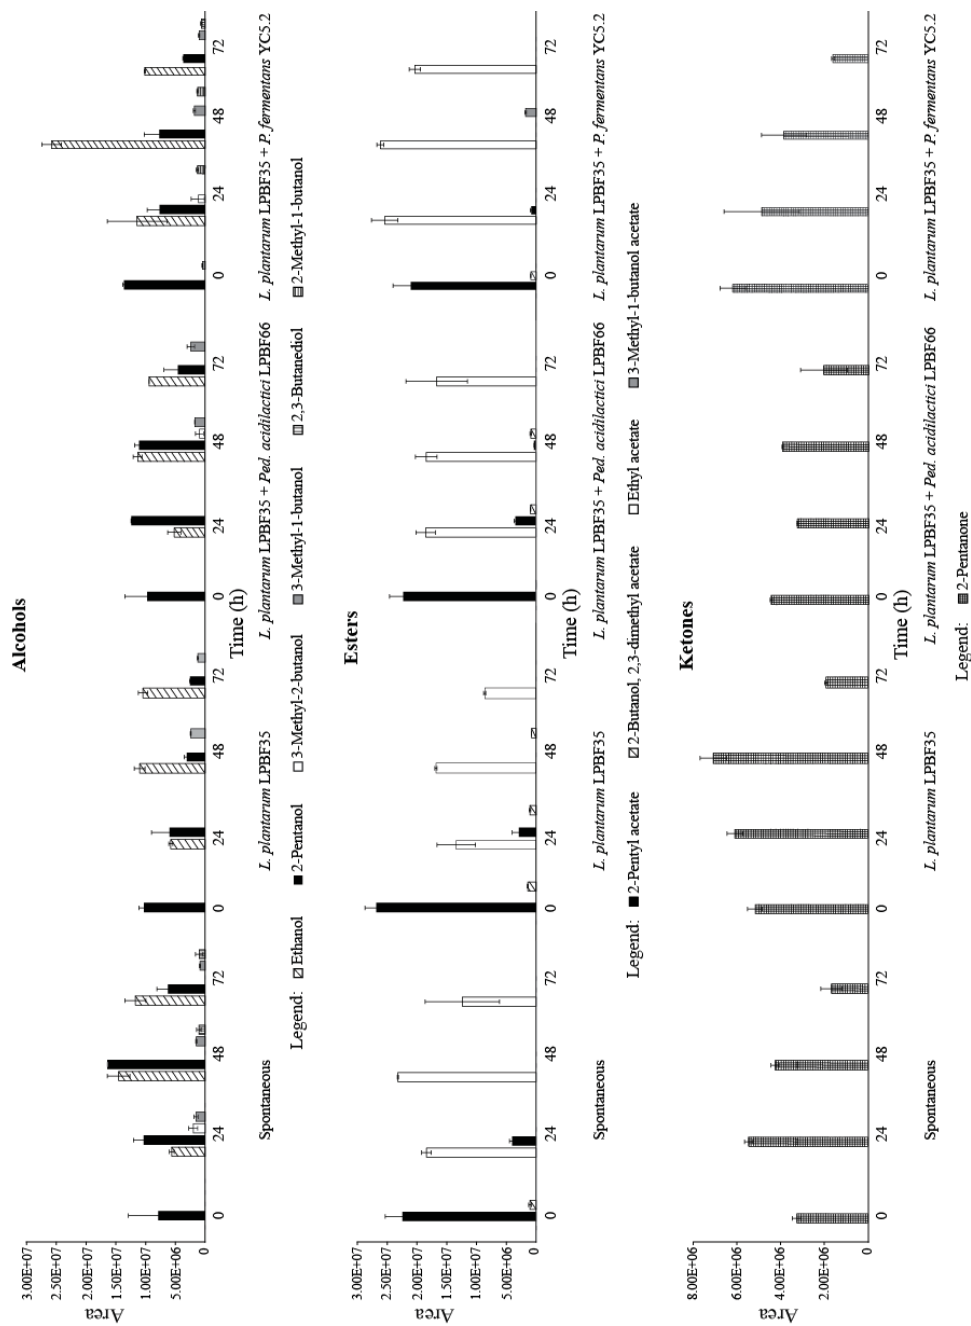 Alcohols
3.00E+07
2.50E+07
2.00E+07
1.50E+07
1.00E+07
5.00E+06
0
Area
0 24 48 72 0 24 48 72 0 24 48 72 0 24 48 72
Time (h)
Spontaneous L. plantarum LPBF35 L. plantarum LPBF35 + Ped. acidilactici LPBF66 L. plantarum LPBF35 + P. fermentans YC5.2
Legend: Ethanol 2-Pentanol 3-Methyl-2-butanol 3-Methyl-1-butanol 2,3-Butanediol 2-Methyl-1-butanol
Esters
3.00E+07
2.50E+07
2.00E+07
1.50E+07
1.00E+07
5.00E+06
0
Area
0 24 48 72 0 24 48 72 0 24 48 72 0 24 48 72
Time (h)
Spontaneous L. plantarum LPBF35 L. plantarum LPBF35 + Ped. acidilactici LPBF66 L. plantarum LPBF35 + P. fermentans YC5.2
Legend: 2-Pentyl acetate 2-Butanol, 2,3-dimethyl acetate Ethyl acetate 3-Methyl-1-butanol acetate
Ketones
8.00E+06
6.00E+06
4.00E+06
2.00E+06
0
Area
0 24 48 72 0 24 48 72 0 24 48 72 0 24 48 72
Time (h)
Spontaneous L. plantarum LPBF35 L. plantarum LPBF35 + Ped. acidilactici LPBF66 L. plantarum LPBF35 + P. fermentans YC5.2
Legend: 2-Pentanone